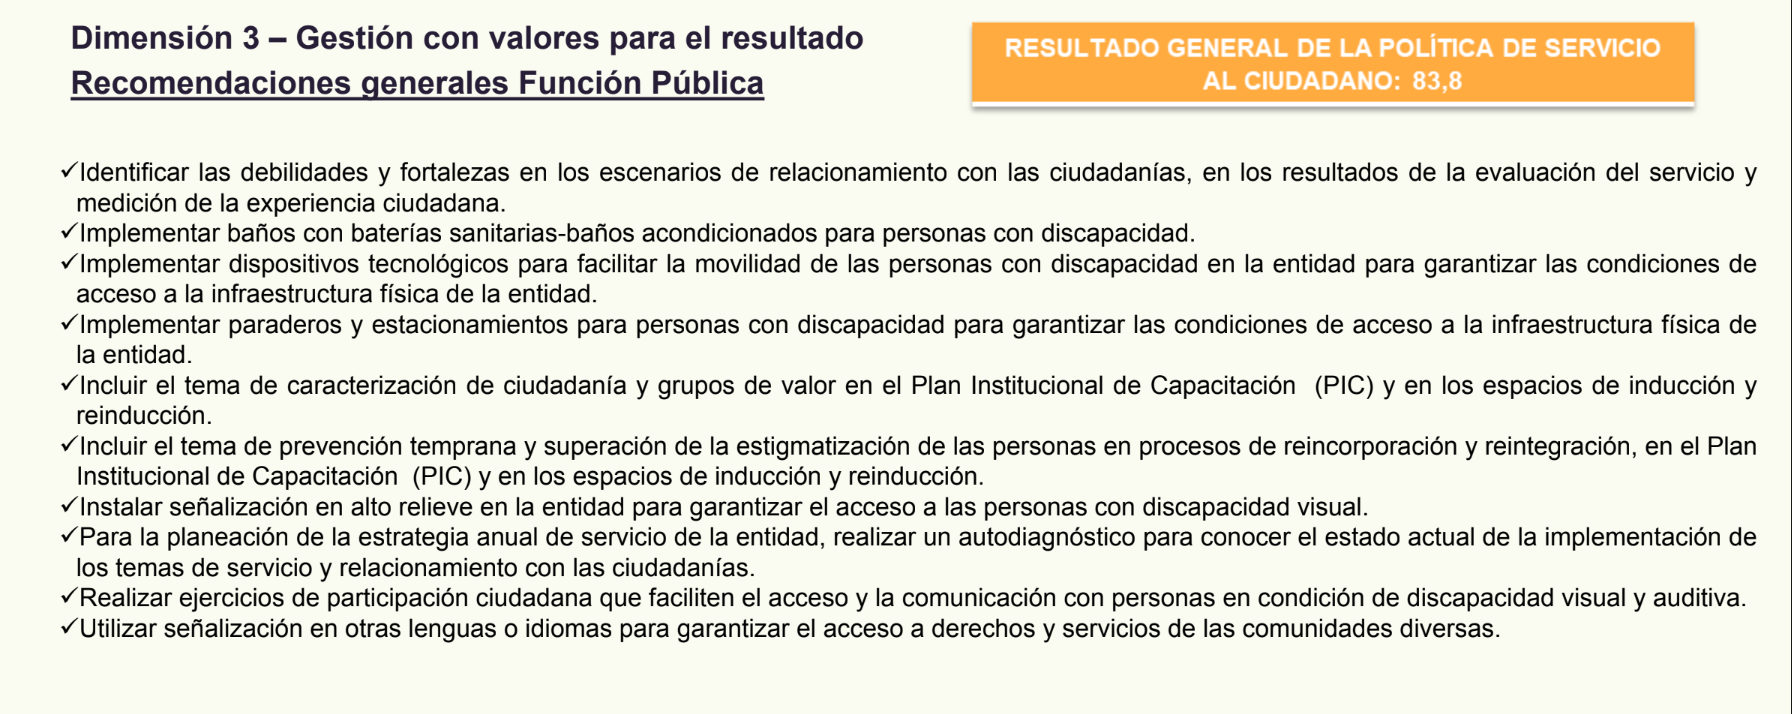 Dimensión 3 – Gestión con valores para el resultado
Recomendaciones generales Función Pública
RESULTADO GENERAL DE LA POLÍTICA DE SERVICIO
AL CIUDADANO: 83,8
✓Identificar las debilidades y fortalezas en los escenarios de relacionamiento con las ciudadanías, en los resultados de la evaluación del servicio y
medición de la experiencia ciudadana.
✓Implementar baños con baterías sanitarias-baños acondicionados para personas con discapacidad.
✓Implementar dispositivos tecnológicos para facilitar la movilidad de las personas con discapacidad en la entidad para garantizar las condiciones de
acceso a la infraestructura física de la entidad.
✓Implementar paraderos y estacionamientos para personas con discapacidad para garantizar las condiciones de acceso a la infraestructura física de
la entidad.
✓Incluir el tema de caracterización de ciudadanía y grupos de valor en el Plan Institucional de Capacitación (PIC) y en los espacios de inducción y
reinducción.
✓Incluir el tema de prevención temprana y superación de la estigmatización de las personas en procesos de reincorporación y reintegración, en el Plan
Institucional de Capacitación (PIC) y en los espacios de inducción y reinducción.
✓Instalar señalización en alto relieve en la entidad para garantizar el acceso a las personas con discapacidad visual.
✓Para la planeación de la estrategia anual de servicio de la entidad, realizar un autodiagnóstico para conocer el estado actual de la implementación de
los temas de servicio y relacionamiento con las ciudadanías.
✓Realizar ejercicios de participación ciudadana que faciliten el acceso y la comunicación con personas en condición de discapacidad visual y auditiva.
✓Utilizar señalización en otras lenguas o idiomas para garantizar el acceso a derechos y servicios de las comunidades diversas.